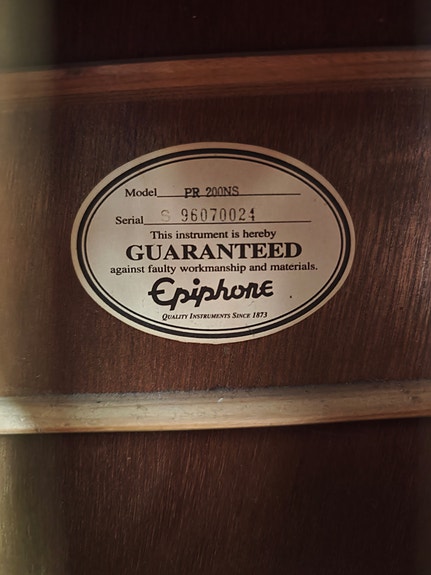 Model PR 200NS
Serial S 96070024
This instrument is hereby
GUARANTEED
against faulty workmanship and materials.
Epiphone
QUALITY INSTRUMENTS SINCE 1873